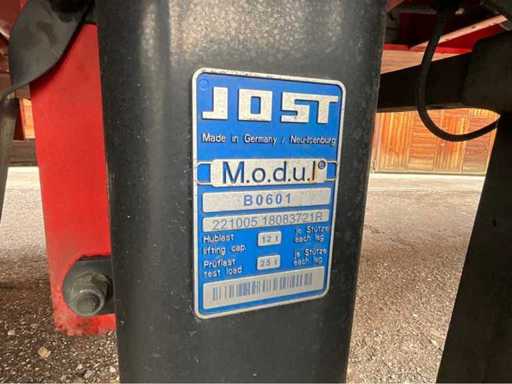 JOST
Made in Germany / Neu-Isenburg
M.o.d.u.l®
B0601
221005 18083721R
Hublast 12 t je Stütze
lifting cap. each leg
Prüflast 25 t je Stütze
test load each leg